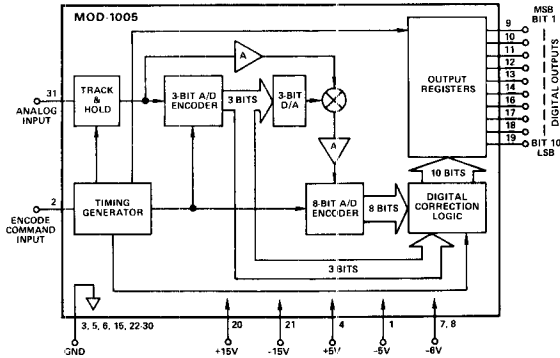 MOD-1005
MSB
BIT 1
9
10
11
12
13
14
16
17
18
19
BIT 10
LSB
DIGITAL OUTPUTS
OUTPUT
REGISTERS
A
31
ANALOG
INPUT
TRACK
&
HOLD
3-BIT A/D
ENCODER
3 BITS
3-BIT
D/A
A
10 BITS
2
ENCODE
COMMAND
INPUT
TIMING
GENERATOR
8-BIT A/D
ENCODER
8 BITS
DIGITAL
CORRECTION
LOGIC
3 BITS
3, 5, 6, 15, 22-30
20
21
4
1
7, 8
GND
+15V
-15V
+5V
-5V
-6V